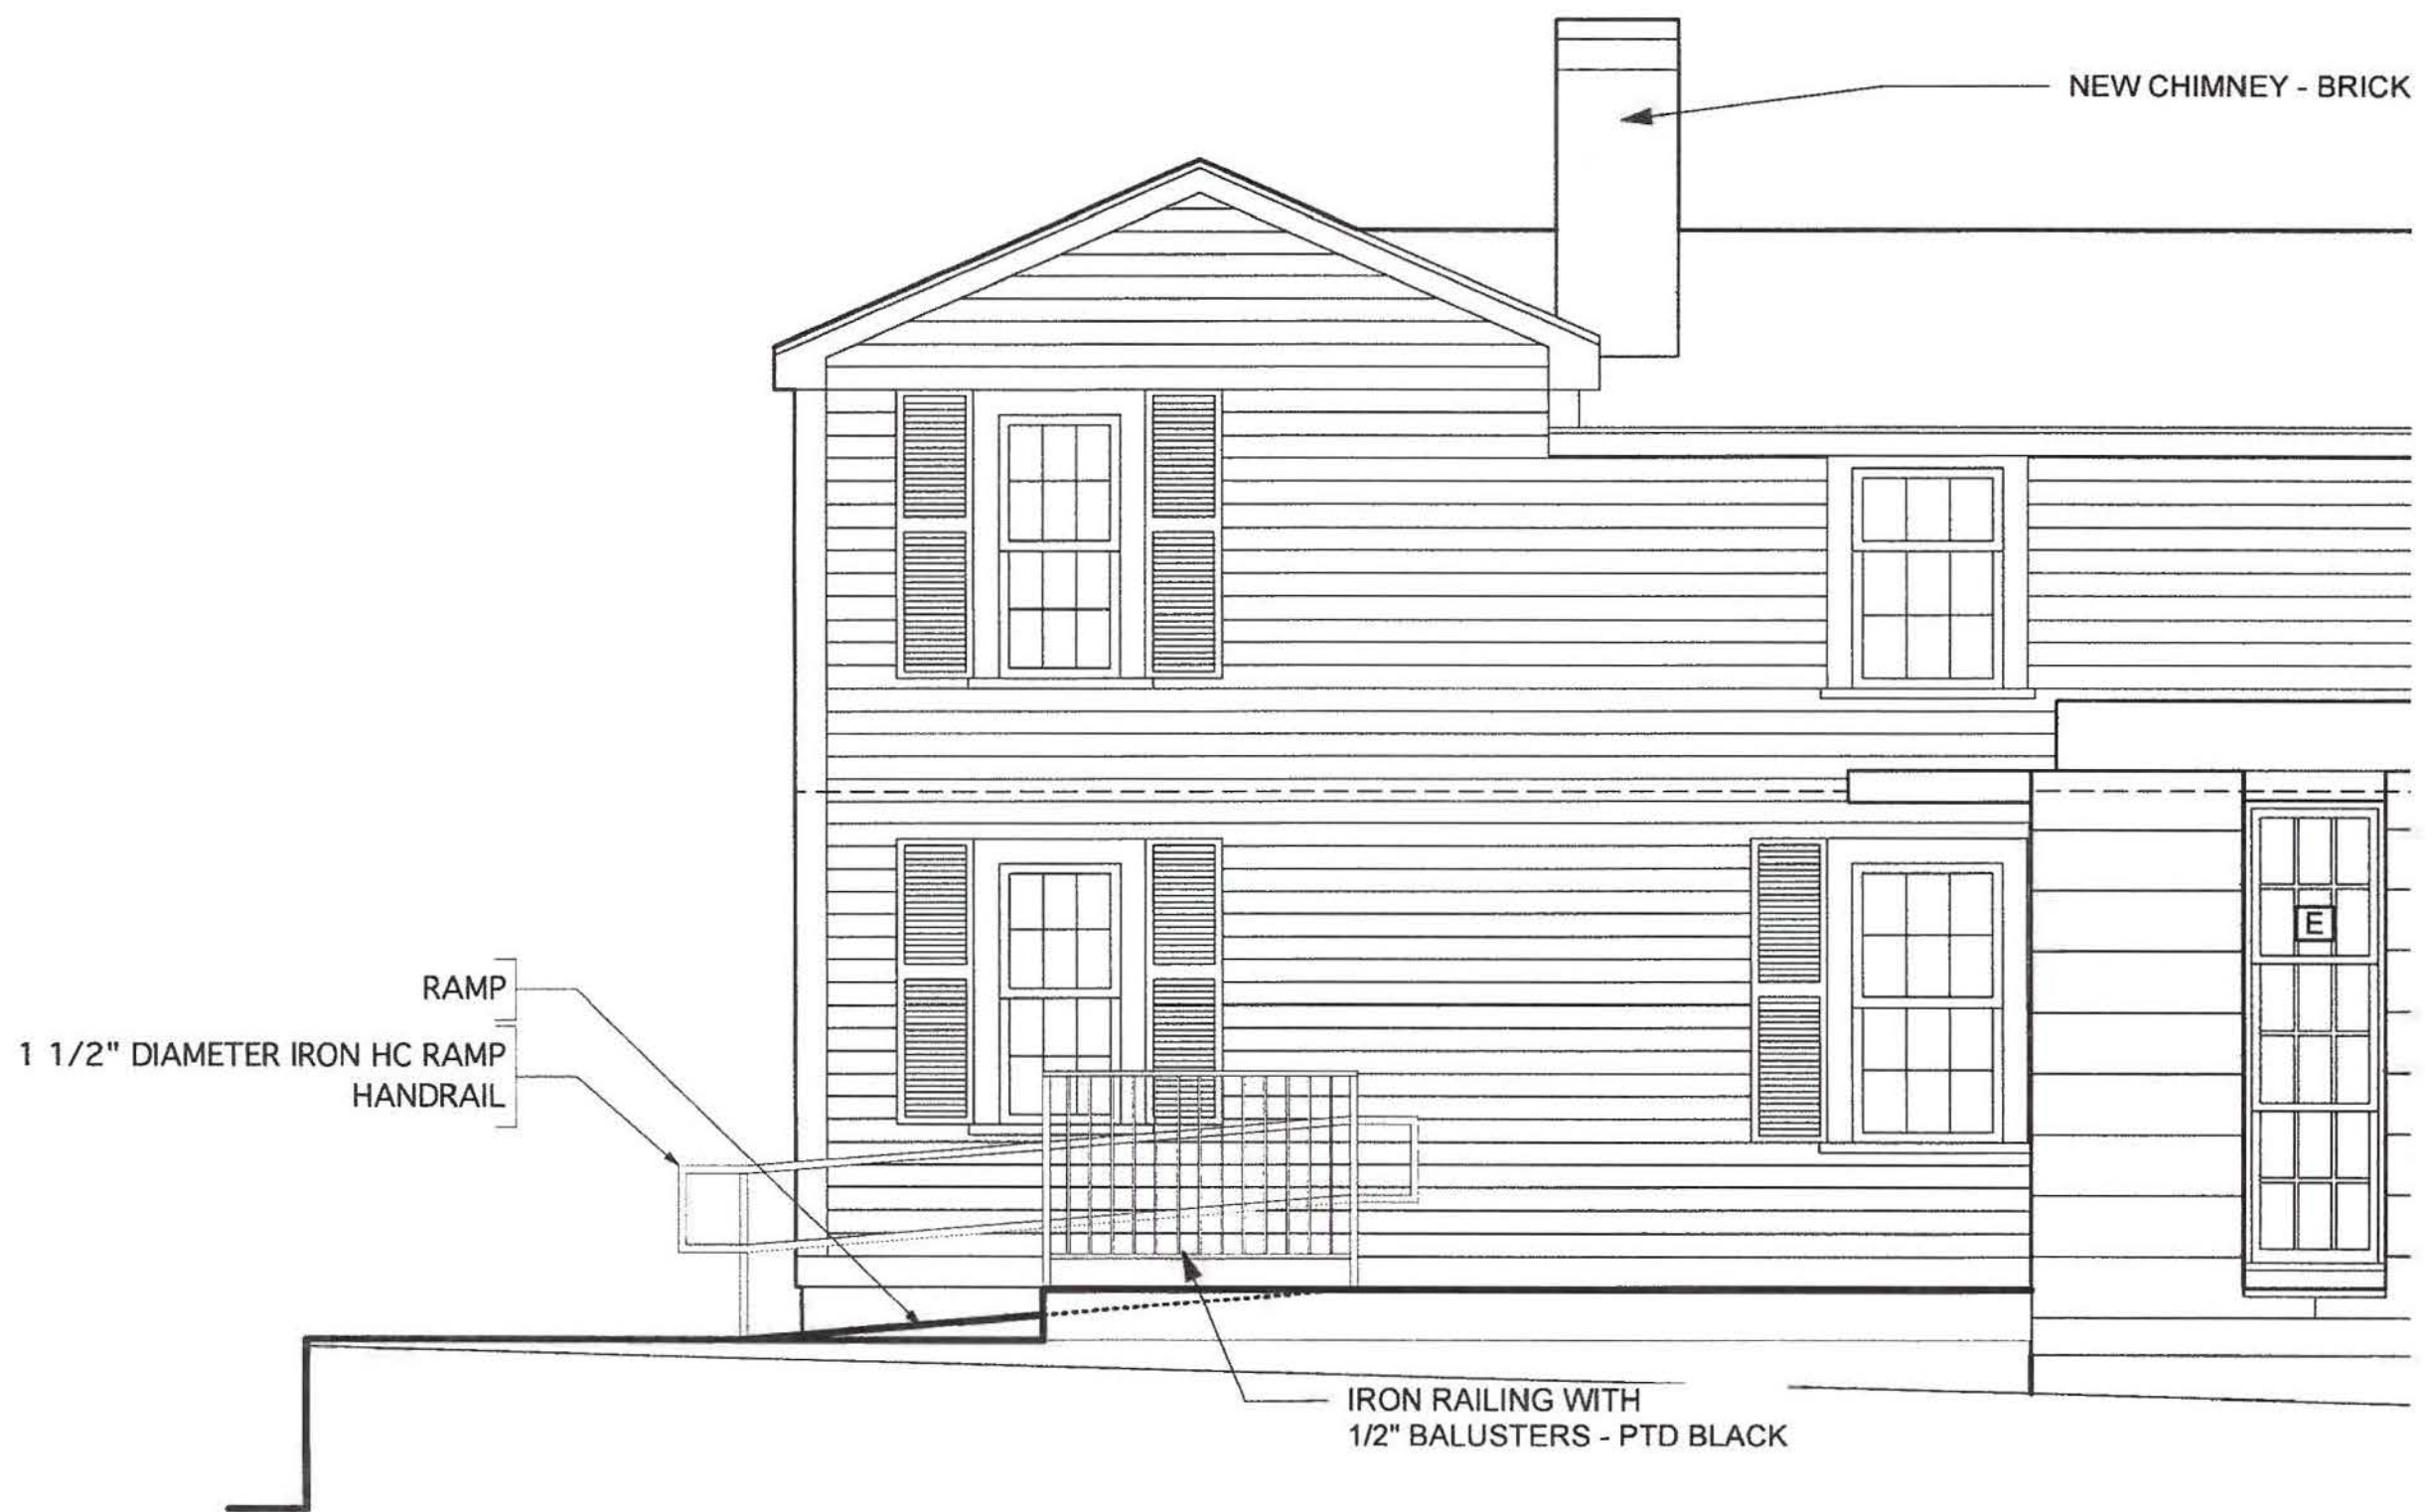 NEW CHIMNEY - BRICK
E
RAMP
1 1/2" DIAMETER IRON HC RAMP
HANDRAIL
IRON RAILING WITH
1/2" BALUSTERS - PTD BLACK